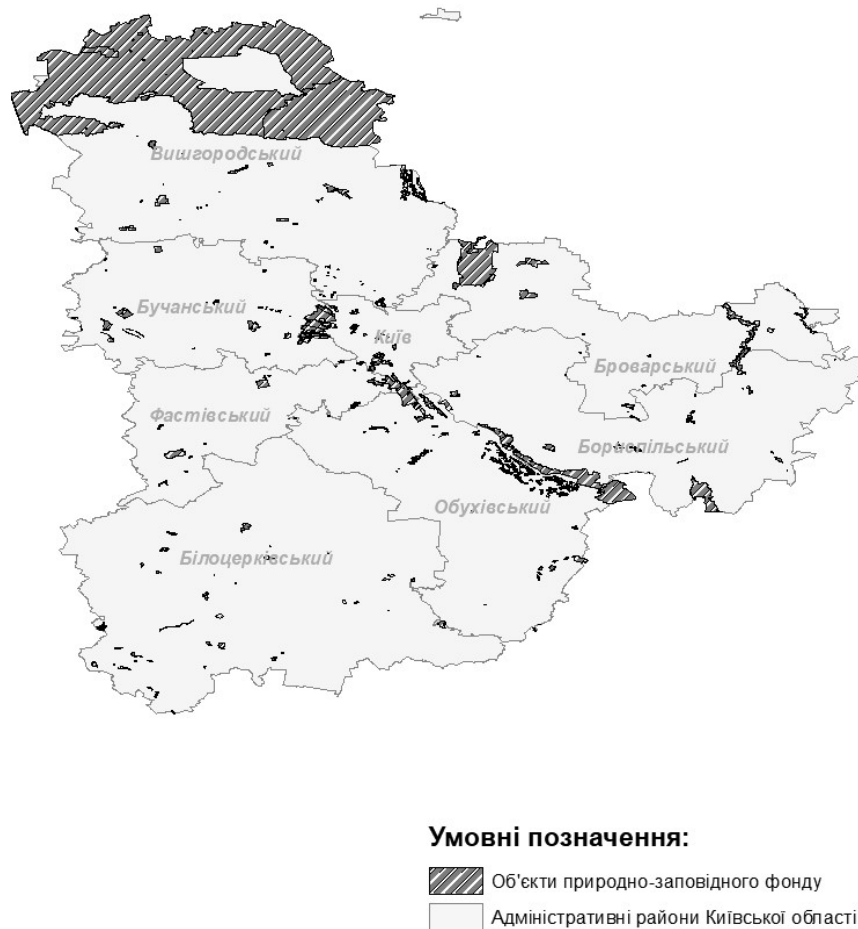 Вишгородський
Бучанський
Київ
Броварський
Фастівський
Бориспільський
Обухівський
Білоцерківський
Умовні позначення:
Об'єкти природно-заповідного фонду
Адміністративні райони Київської області